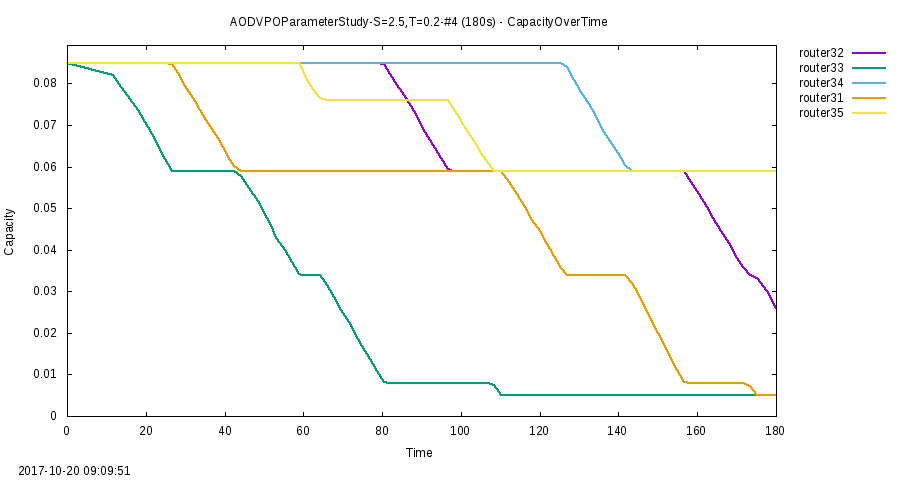 AODVPOParameterStudy-S=2.5,T=0.2-#4 (180s) - CapacityOverTime
router32
router33
router34
router31
router35
Capacity
0.08
0.07
0.06
0.05
0.04
0.03
0.02
0.01
0
0 20 40 60 80 100 120 140 160 180
Time
2017-10-20 09:09:51